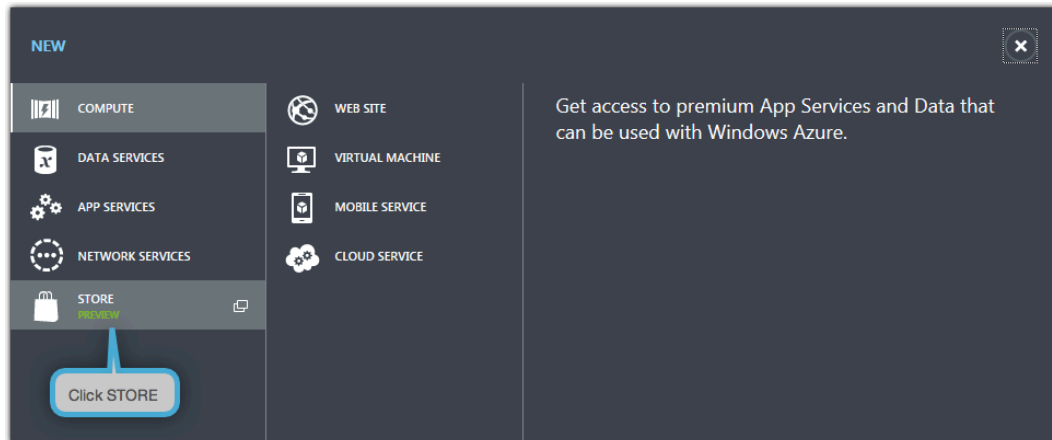 NEW
COMPUTE
DATA SERVICES
APP SERVICES
NETWORK SERVICES
STORE
PREVIEW
Click STORE
WEB SITE
VIRTUAL MACHINE
MOBILE SERVICE
CLOUD SERVICE
Get access to premium App Services and Data that
can be used with Windows Azure.